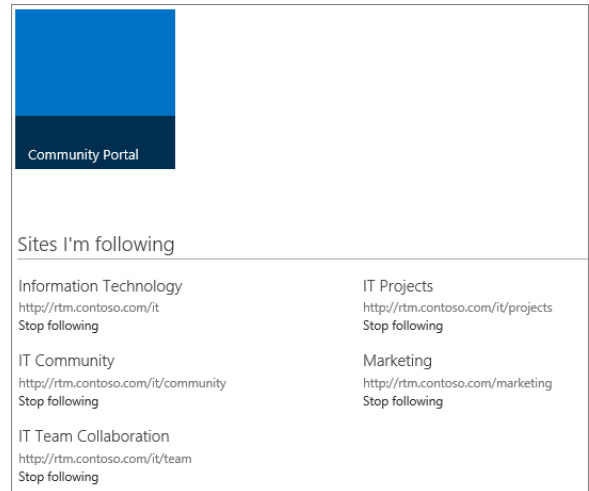 Community Portal
Sites I'm following
Information Technology
http://rtm.contoso.com/it
Stop following
IT Projects
http://rtm.contoso.com/it/projects
Stop following
IT Community
http://rtm.contoso.com/it/community
Stop following
Marketing
http://rtm.contoso.com/marketing
Stop following
IT Team Collaboration
http://rtm.contoso.com/it/team
Stop following